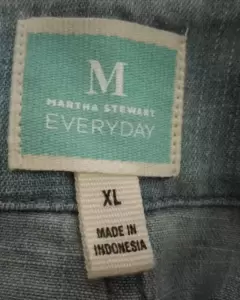 M
MARTHA STEWART
EVERYDAY
XL
MADE IN
INDONESIA